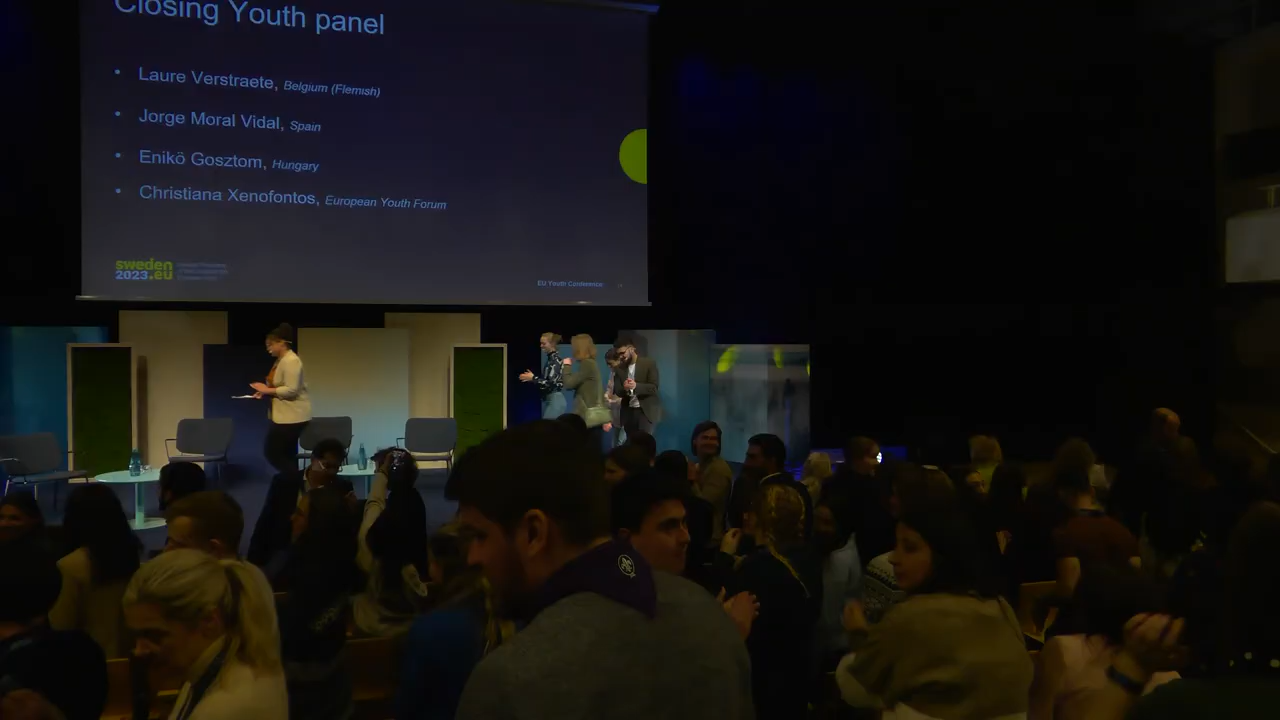 Closing Youth panel
• Laure Verstraete, Belgium (Flemish)
• Jorge Moral Vidal, Spain
• Enikö Gosztom, Hungary
• Christiana Xenofontos, European Youth Forum
sweden
2023.eu
EU Youth Conference